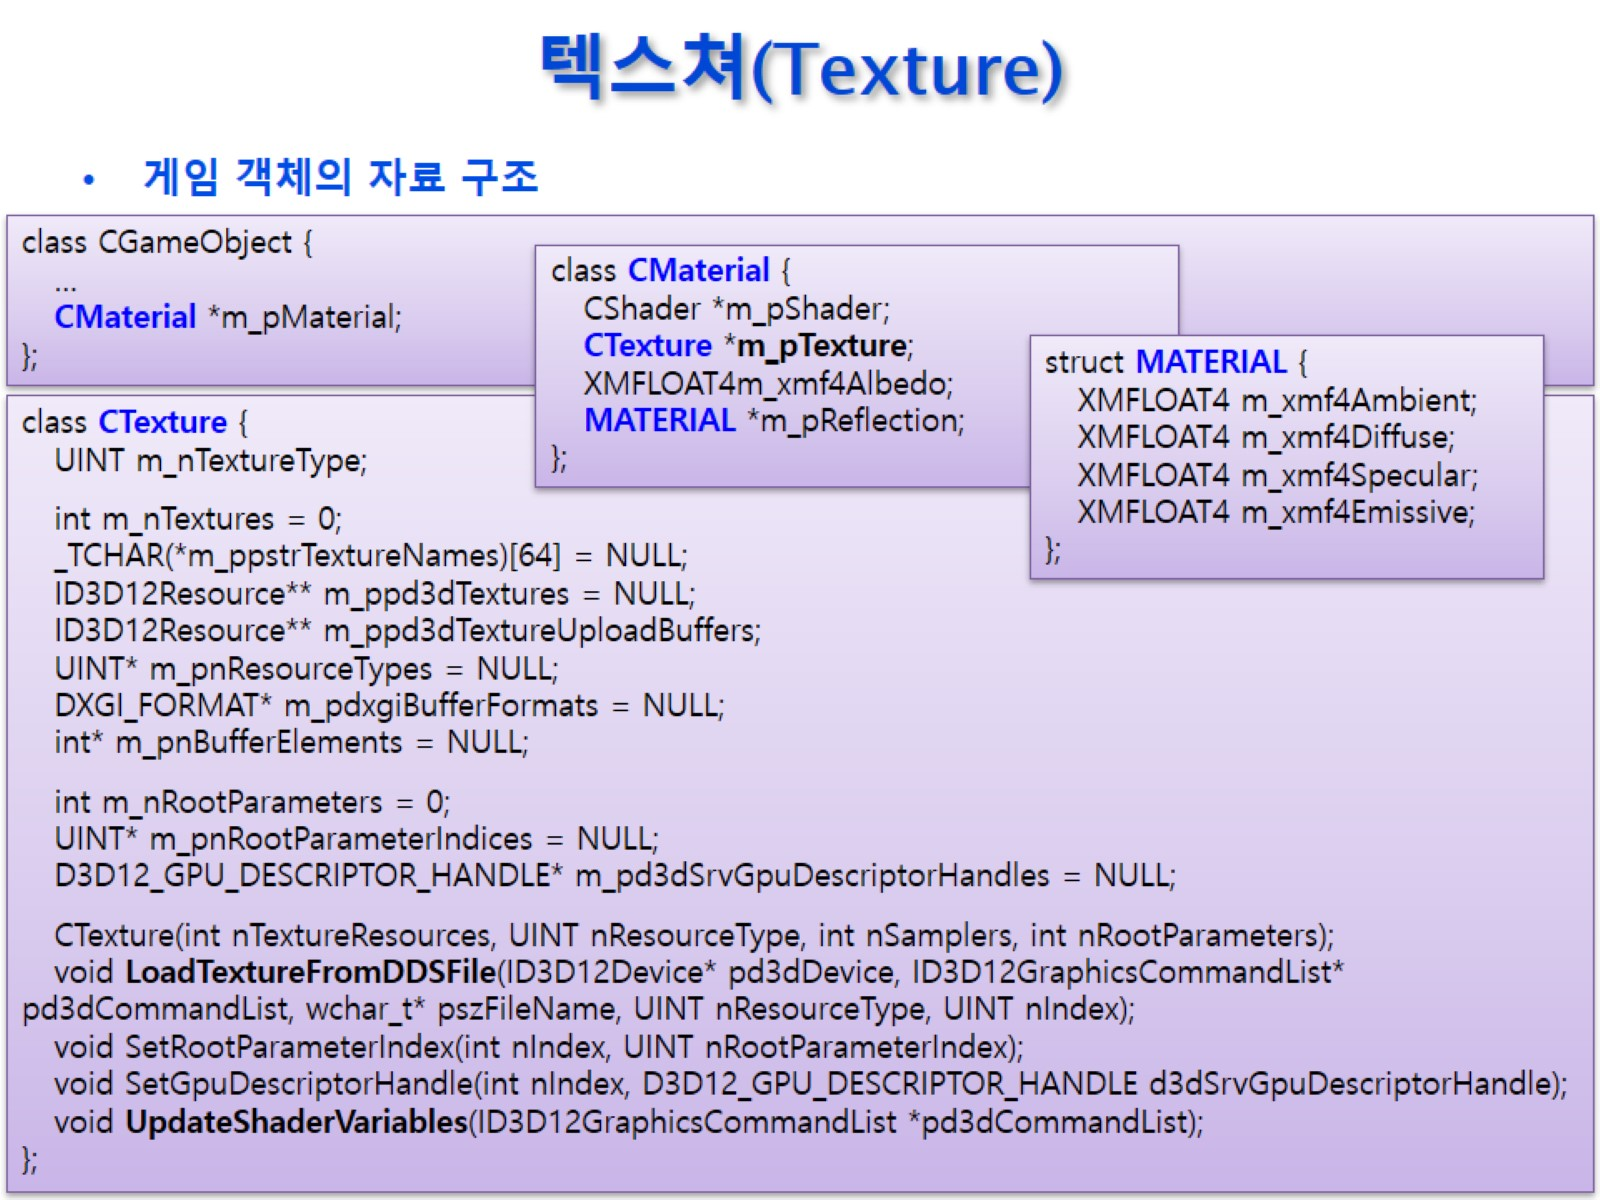 텍스쳐(Texture)
• 게임 객체의 자료 구조
class CGameObject {
...
CMaterial *m_pMaterial;
};
class CMaterial {
CShader *m_pShader;
CTexture *m_pTexture;
XMFLOAT4m_xmf4Albedo;
MATERIAL *m_pReflection;
};
struct MATERIAL {
XMFLOAT4 m_xmf4Ambient;
XMFLOAT4 m_xmf4Diffuse;
XMFLOAT4 m_xmf4Specular;
XMFLOAT4 m_xmf4Emissive;
};
class CTexture {
UINT m_nTextureType;
int m_nTextures = 0;
_TCHAR(*m_ppstrTextureNames)[64] = NULL;
ID3D12Resource** m_ppd3dTextures = NULL;
ID3D12Resource** m_ppd3dTextureUploadBuffers;
UINT* m_pnResourceTypes = NULL;
DXGI_FORMAT* m_pdxgiBufferFormats = NULL;
int* m_pnBufferElements = NULL;
int m_nRootParameters = 0;
UINT* m_pnRootParameterIndices = NULL;
D3D12_GPU_DESCRIPTOR_HANDLE* m_pd3dSrvGpuDescriptorHandles = NULL;
CTexture(int nTextureResources, UINT nResourceType, int nSamplers, int nRootParameters);
void LoadTextureFromDDSFile(ID3D12Device* pd3dDevice, ID3D12GraphicsCommandList*
pd3dCommandList, wchar_t* pszFileName, UINT nResourceType, UINT nIndex);
void SetRootParameterIndex(int nIndex, UINT nRootParameterIndex);
void SetGpuDescriptorHandle(int nIndex, D3D12_GPU_DESCRIPTOR_HANDLE d3dSrvGpuDescriptorHandle);
void UpdateShaderVariables(ID3D12GraphicsCommandList *pd3dCommandList);
};